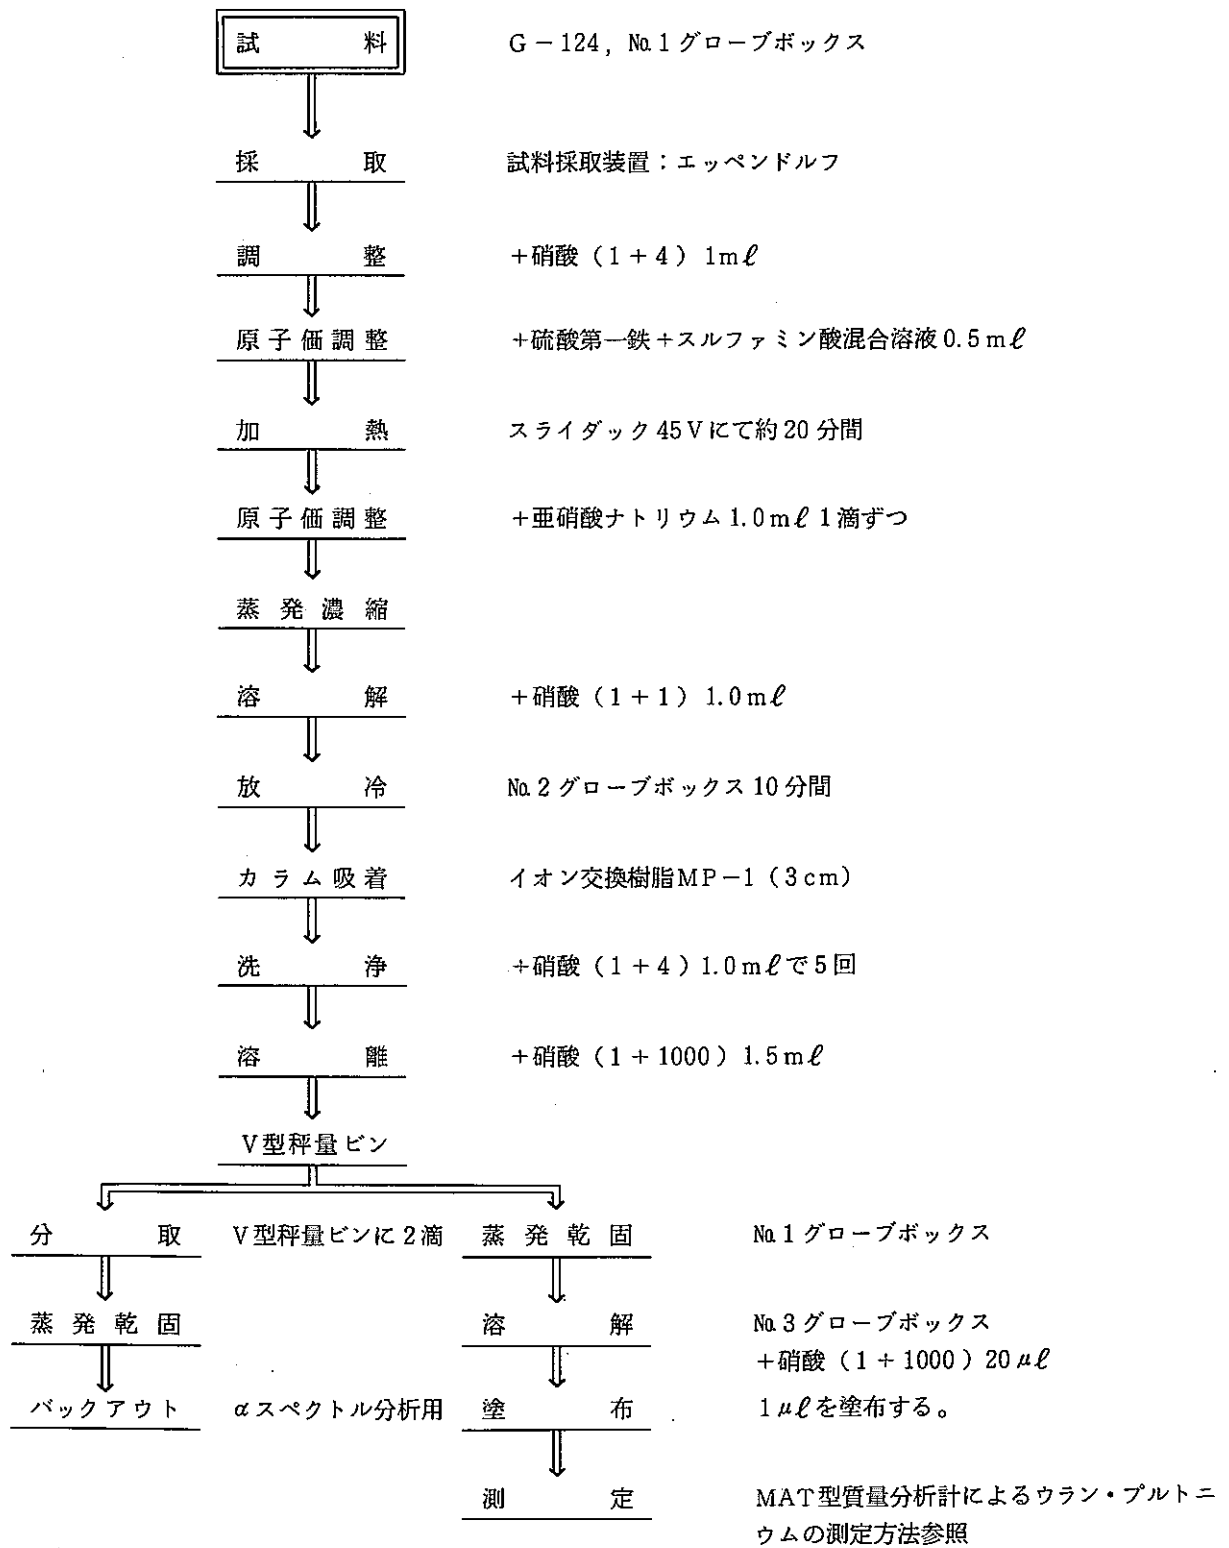 試料 G－124, No.1グローブボックス
採取 試料採取装置：エッペンドルフ
調整 ＋硝酸（1＋4）1mℓ
原子価調整 ＋硫酸第一鉄＋スルファミン酸混合溶液0.5mℓ
加熱 スライダック45Vにて約20分間
原子価調整 ＋亜硝酸ナトリウム1.0mℓ 1滴ずつ
蒸発濃縮
溶解 ＋硝酸（1＋1）1.0mℓ
放冷 No.2グローブボックス10分間
カラム吸着 イオン交換樹脂MP－1（3cm）
洗浄 ＋硝酸（1＋4）1.0mℓで5回
溶離 ＋硝酸（1＋1000）1.5mℓ
V型秤量ビン
分取 V型秤量ビンに2滴 蒸発乾固 No.1グローブボックス
蒸発乾固 溶解 No.3グローブボックス
＋硝酸（1＋1000）20μℓ
バックアウト αスペクトル分析用 塗布 1μℓを塗布する。
測定 MAT型質量分析計によるウラン・プルトニ
ウムの測定方法参照